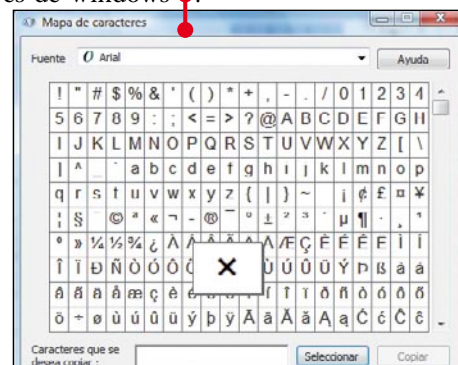 es de windows
Mapa de caracteres
Fuente O Arial Ayuda
! " # $ % & ' ( ) * + , - . / 0 1 2 3 4
5 6 7 8 9 : ; < = > ? @ A B C D E F G H
I J K L M N O P Q R S T U V W X Y Z [ \
] ^ _ ` a b c d e f g h i j k l m n o p
q r s t u v w x y z { | } ~ ¡ ¢ £ ¤ ¥
¦ § ¨ © ª « ¬ - ® ¯ ° ± ² ³ ´ µ ¶ · ¸ ¹
º » ¼ ½ ¾ ¿ À Á Â Ã Ä Å Æ Ç È É Ê Ë Ì Í
Î Ï Ð Ñ Ò Ó Ô × Ù Ú Û Ü Ý Þ ß à á
â ã ä å æ ç è é í î ï ð ñ ò ó ô õ
ö ÷ ø ù ú û ü ý þ ÿ Ā ā Ă ă Ą ą Ć ć Ĉ ĉ
Caracteres que se
desea copiar : Seleccionar Copiar